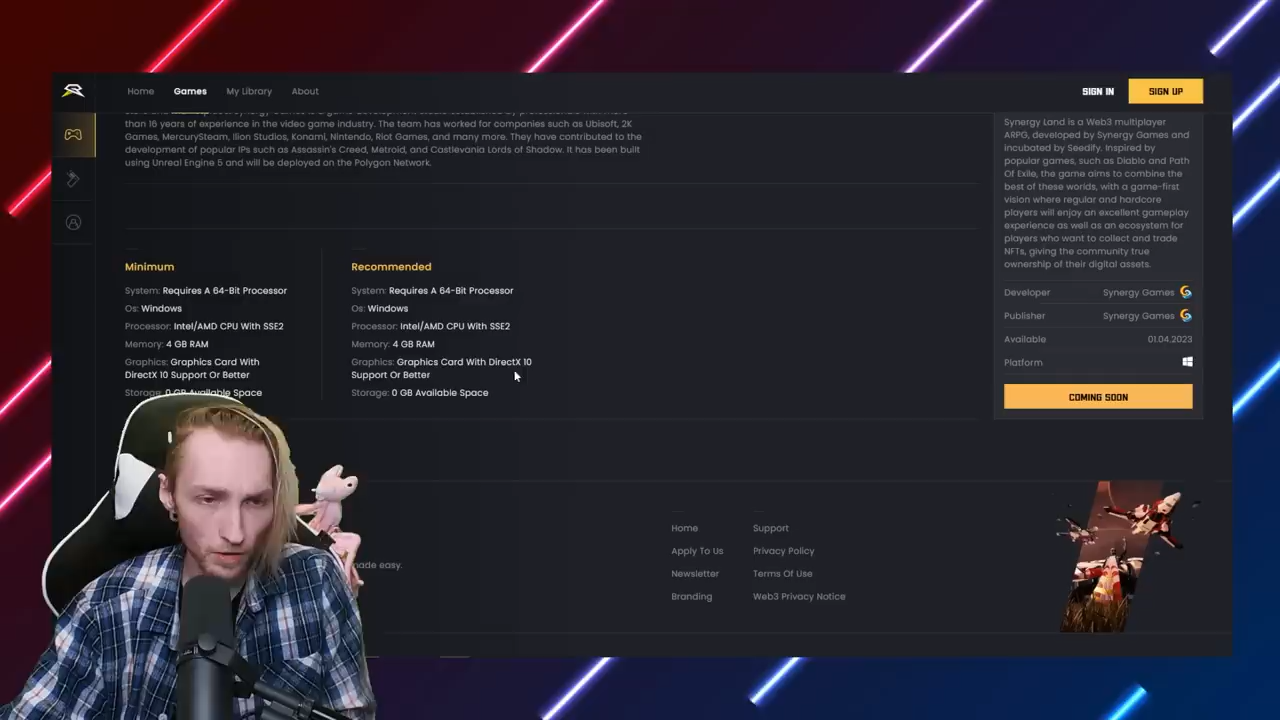 Home Games My Library About SIGN IN SIGN UP
than 16 years of experience in the video game industry. The team has worked for companies such as Ubisoft, 2K
Games, MercurySteam, Ilion Studios, Konami, Nintendo, Riot Games, and many more. They have contributed to the
development of popular IPs such as Assassin's Creed, Metroid, and Castlevania Lords of Shadow. It has been built
using Unreal Engine 5 and will be deployed on the Polygon Network.
Synergy Land is a Web3 multiplayer
ARPG, developed by Synergy Games and
incubated by Seedify. Inspired by
popular games, such as Diablo and Path
Of Exile, the game aims to combine the
best of these worlds, with a game-first
vision where regular and hardcore
players will enjoy an excellent gameplay
experience as well as an ecosystem for
players who want to collect and trade
NFTs, giving the community true
ownership of their digital assets.
Developer Synergy Games
Publisher Synergy Games
Available 01.04.2023
Platform
COMING SOON
Minimum
System: Requires A 64-Bit Processor
Os: Windows
Processor: Intel/AMD CPU With SSE2
Memory: 4 GB RAM
Graphics: Graphics Card With
DirectX 10 Support Or Better
Storage: 0 GB Available Space
Recommended
System: Requires A 64-Bit Processor
Os: Windows
Processor: Intel/AMD CPU With SSE2
Memory: 4 GB RAM
Graphics: Graphics Card With DirectX 10
Support Or Better
Storage: 0 GB Available Space
made easy.
Home
Apply To Us
Newsletter
Branding
Support
Privacy Policy
Terms Of Use
Web3 Privacy Notice